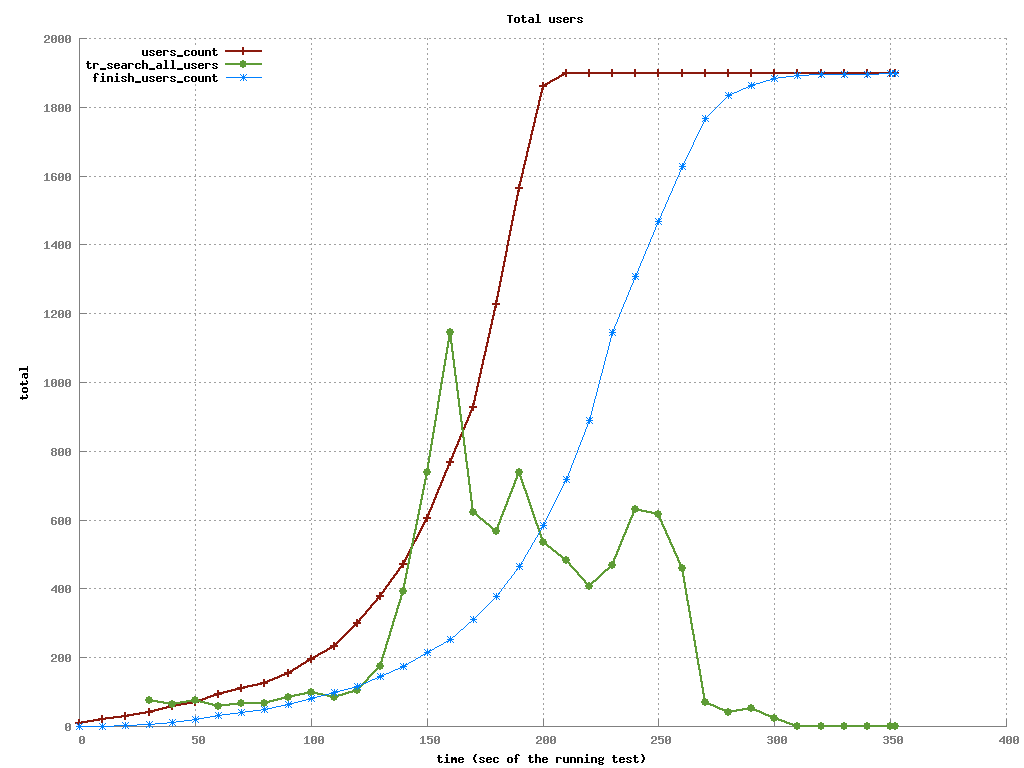 Total users
users_count
tr_search_all_users
finish_users_count
2000
1800
1600
1400
1200
1000
800
600
400
200
0
total
0 50 100 150 200 250 300 350 400
time (sec of the running test)